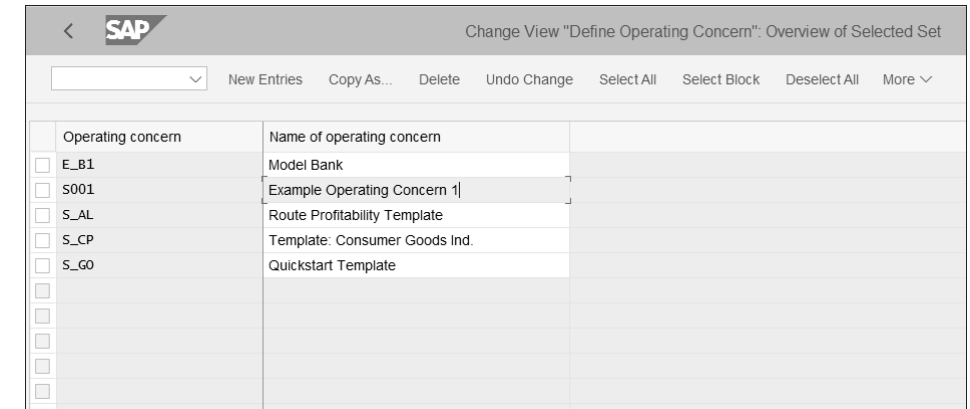 SAP Change View "Define Operating Concern": Overview of Selected Set
New Entries Copy As... Delete Undo Change Select All Select Block Deselect All More
Operating concern Name of operating concern
E_B1 Model Bank
S001 Example Operating Concern 1
S_AL Route Profitability Template
S_CP Template: Consumer Goods Ind.
S_GO Quickstart Template